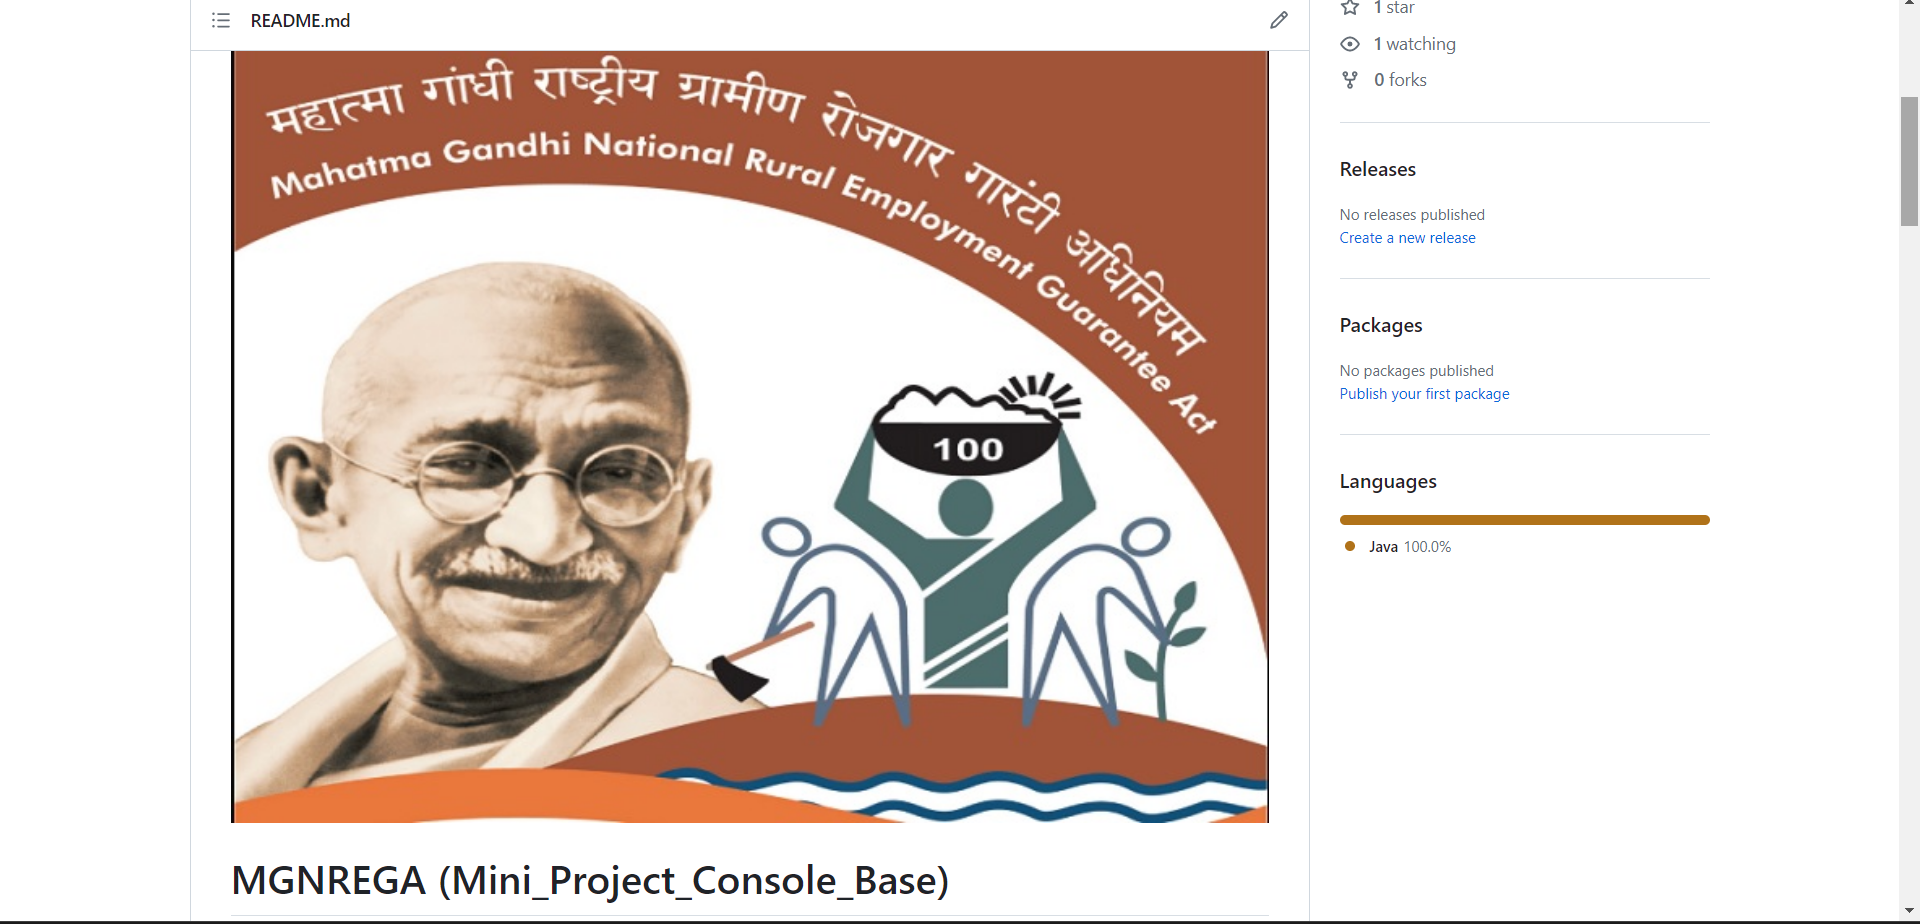 README.md
महात्मा गांधी राष्ट्रीय ग्रामीण रोजगार गारंटी अधिनियम
Mahatma Gandhi National Rural Employment Guarantee Act
100
MGNREGA (Mini_Project_Console_Base)
1 star
1 watching
0 forks
Releases
No releases published
Create a new release
Packages
No packages published
Publish your first package
Languages
Java 100.0%